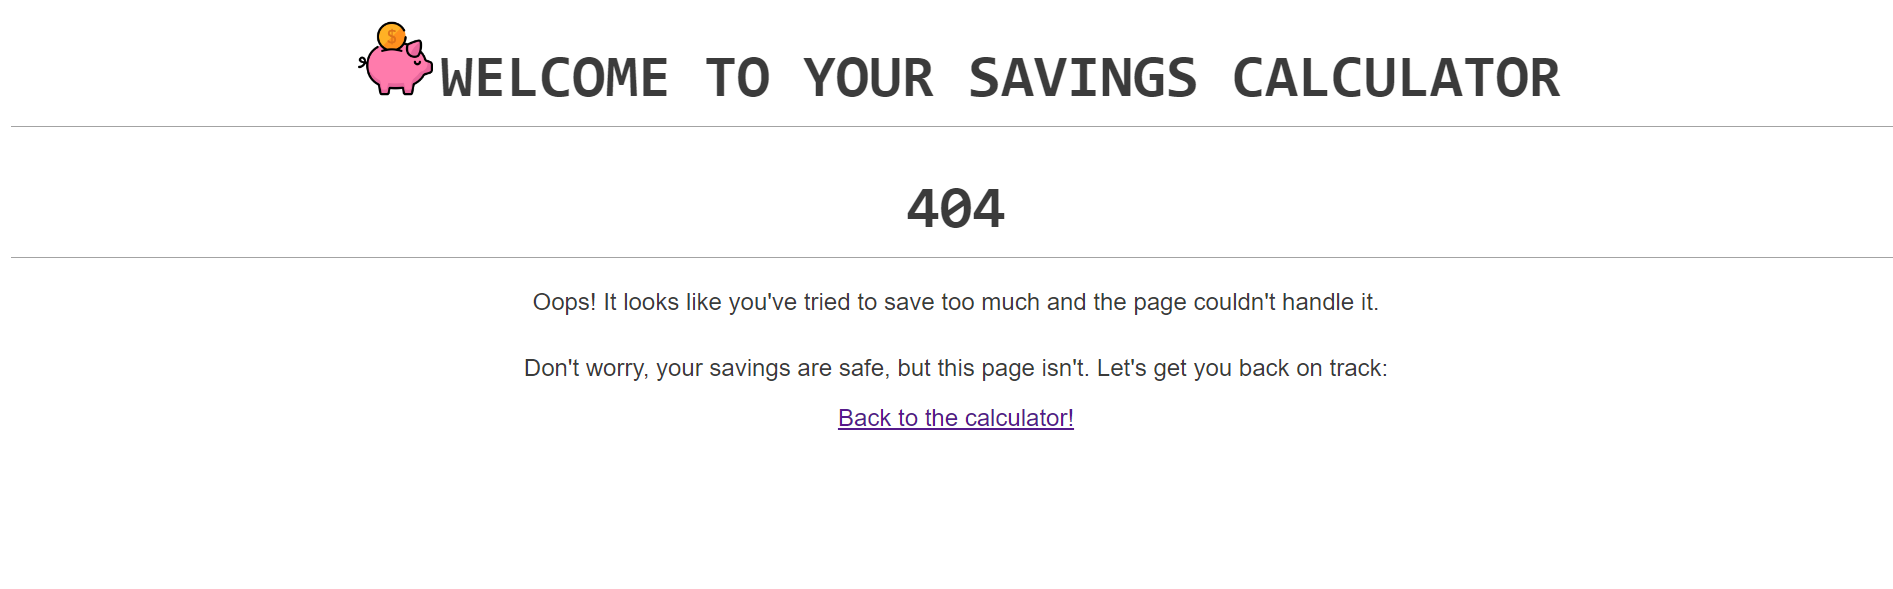 $
WELCOME TO YOUR SAVINGS CALCULATOR
404
Oops! It looks like you've tried to save too much and the page couldn't handle it.
Don't worry, your savings are safe, but this page isn't. Let's get you back on track:
Back to the calculator!